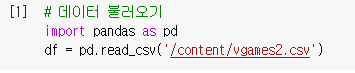 [1] # 데이터 불러오기
import pandas as pd
df = pd.read_csv('/content/vgames2.csv')